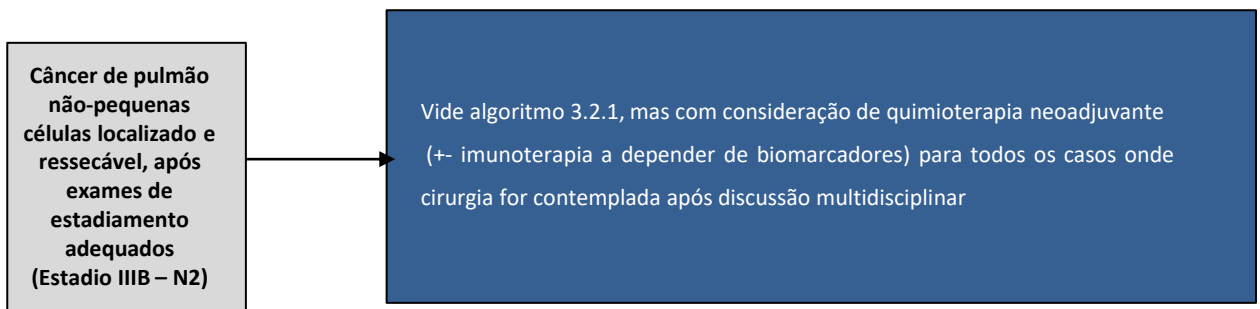 Câncer de pulmão
não-pequenas
células localizado e
ressecável, após
exames de
estadiamento
adequados
(Estadio IIIB – N2)
Vide algoritmo 3.2.1, mas com consideração de quimioterapia neoadjuvante
(+- imunoterapia a depender de biomarcadores) para todos os casos onde
cirurgia for contemplada após discussão multidisciplinar